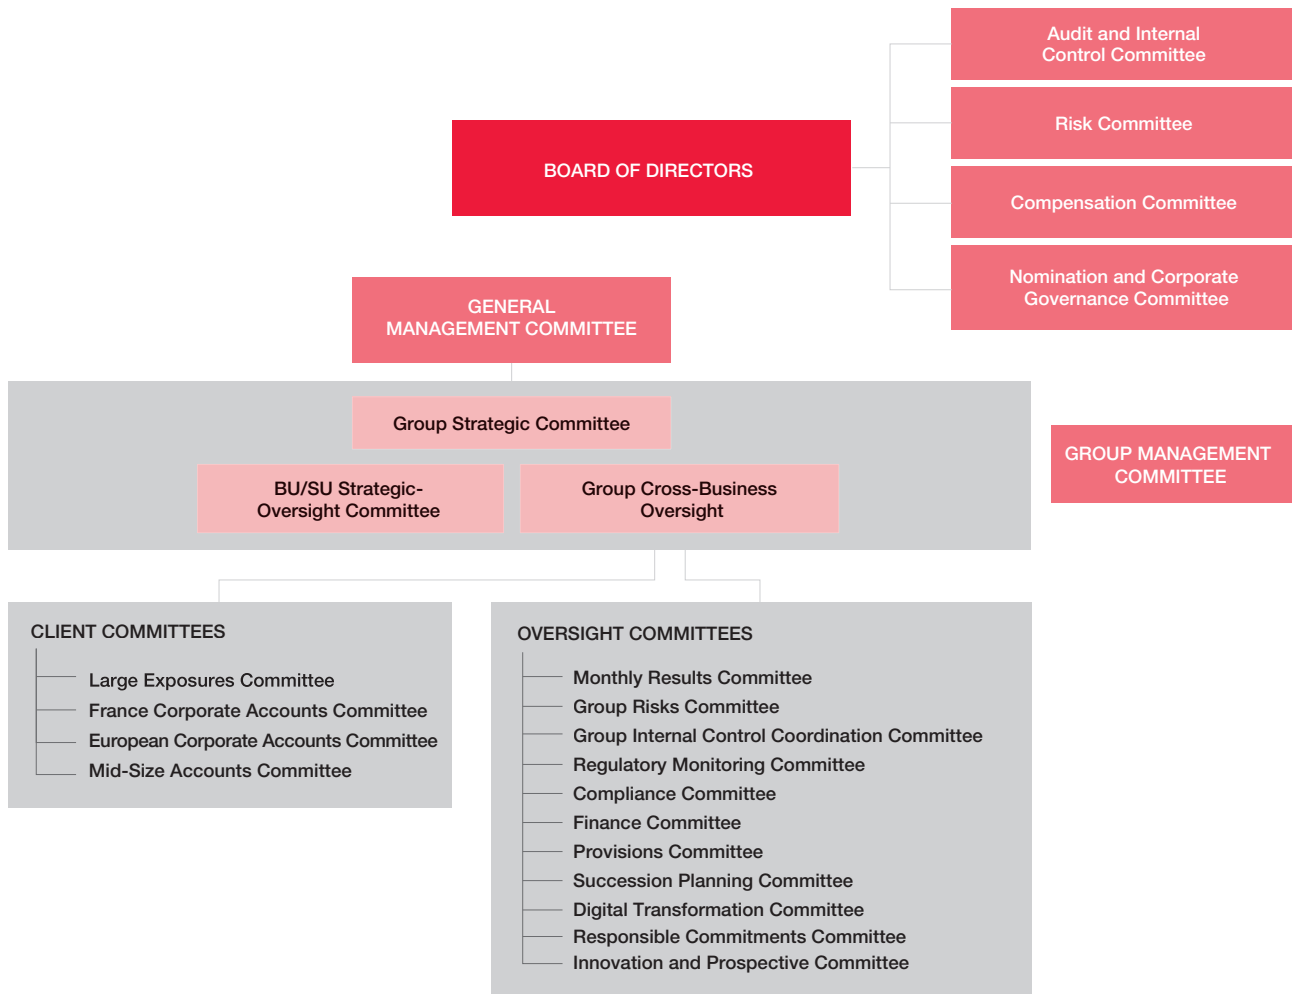 Audit and Internal
Control Committee
Risk Committee
BOARD OF DIRECTORS
Compensation Committee
Nomination and Corporate
Governance Committee
GENERAL
MANAGEMENT COMMITTEE
Group Strategic Committee
BU/SU Strategic-
Oversight Committee
Group Cross-Business
Oversight
GROUP MANAGEMENT
COMMITTEE
CLIENT COMMITTEES
Large Exposures Committee
France Corporate Accounts Committee
European Corporate Accounts Committee
Mid-Size Accounts Committee
OVERSIGHT COMMITTEES
Monthly Results Committee
Group Risks Committee
Group Internal Control Coordination Committee
Regulatory Monitoring Committee
Compliance Committee
Finance Committee
Provisions Committee
Succession Planning Committee
Digital Transformation Committee
Responsible Commitments Committee
Innovation and Prospective Committee